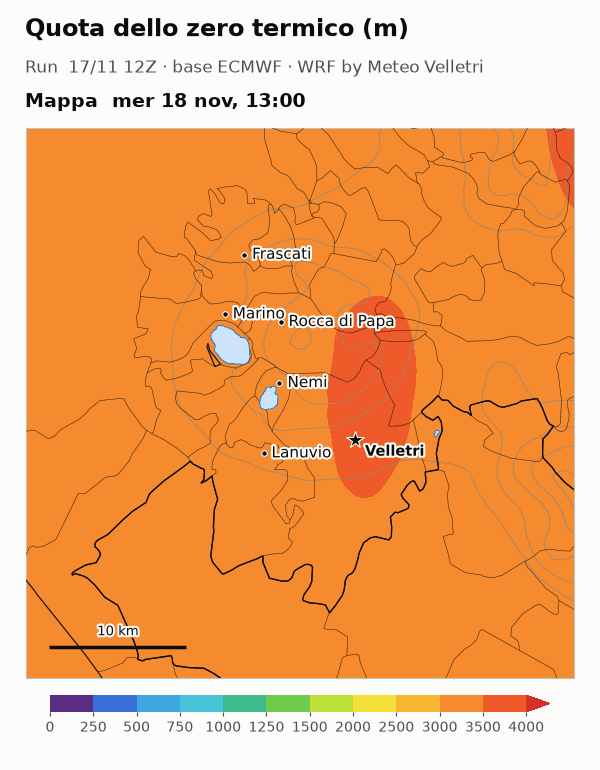 Quota dello zero termico (m)
Run  17/11 12Z · base ECMWF · WRF by Meteo Velletri
Mappa  mer 18 nov, 13:00
Frascati
Marino
Rocca di Papa
Nemi
Velletri
Lanuvio
10 km
0 250 500 750 1000 1250 1500 2000 2500 3000 3500 4000